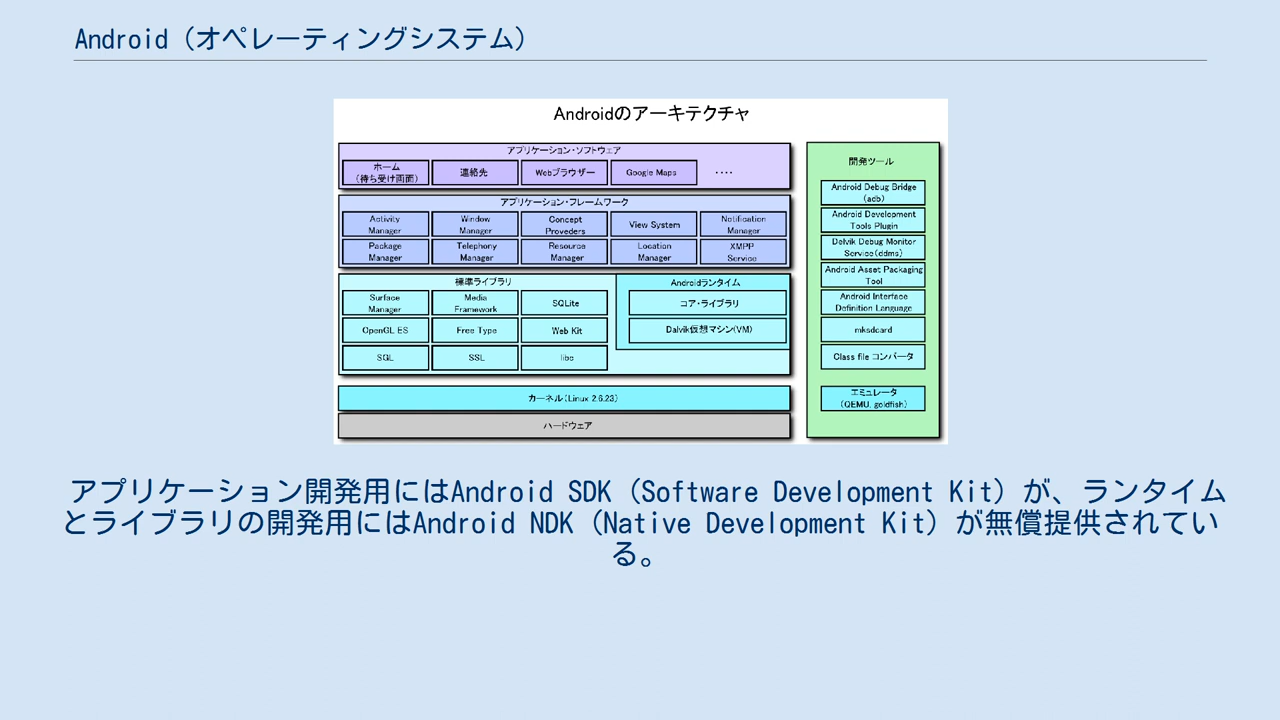 Android（オペレーティングシステム）
Androidのアーキテクチャ
アプリケーション・ソフトウェア
ホーム
（待ち受け画面）
連絡先
Webブラウザー
Google Maps
・・・・
アプリケーション・フレームワーク
Activity
Manager
Window
Manager
Concept
Proveders
View System
Notification
Manager
Package
Manager
Telephony
Manager
Resource
Manager
Location
Manager
XMPP
Service
標準ライブラリ
Surface
Manager
Media
Framework
SQLite
OpenGL ES
Free Type
Web Kit
SGL
SSL
libc
Androidランタイム
コア・ライブラリ
Dalvik仮想マシン(VM)
カーネル（Linux 2.6.23）
ハードウェア
開発ツール
Android Debug Bridge
(adb)
Android Development
Tools Plugin
Delvik Debug Monitor
Service(ddms)
Android Asset Packaging
Tool
Android Interface
Definition Language
mksdcard
Class file コンバータ
エミュレータ
(QEMU, goldfish)
アプリケーション開発用にはAndroid SDK（Software Development Kit）が、ランタイム
とライブラリの開発用にはAndroid NDK（Native Development Kit）が無償提供されてい
る。